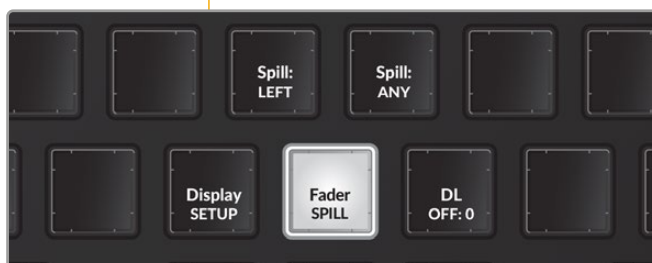 Spill:
LEFT
Spill:
ANY
Display
SETUP
Fader
SPILL
DL
OFF: 0